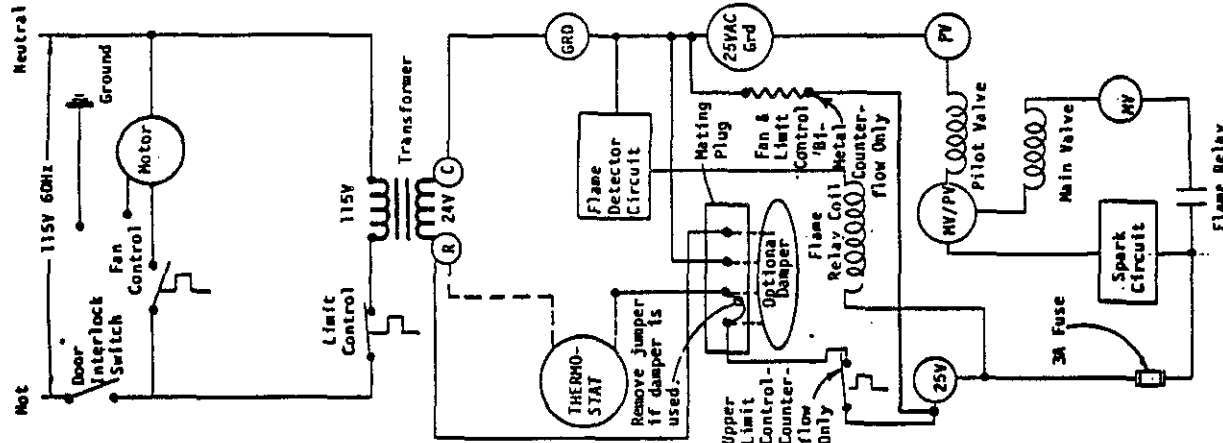 Hot
Neutral
115V 60Hz
Door
Interlock
Switch
Ground
Fan
Control
Motor
Limit
Control
115V
Transformer
24V
R
C
GRD
THERMO-
STAT
Flame
Detector
Circuit
Mating
Plug
Remove jumper
if damper is
used.
Optional
Damper
25VAC
Grd
Fan &
Limit
Control
'Bi-
Metal
Counter-
flow Only
Upper
Limit
Control-
Counter-
flow
Only
Flame
Relay Coil
25V
PV
Pilot Valve
MV/PV
Main Valve
MV
3A Fuse
Spark
Circuit
Flame Relay